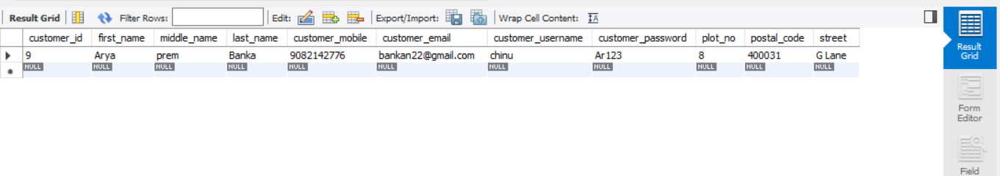 Result Grid Filter Rows: Edit: Export/Import: Wrap Cell Content: IA
customer_id first_name middle_name last_name customer_mobile customer_email customer_username customer_password plot_no postal_code street
9 Arya prem Banka 9082142776 bankan22@gmail.com chinu Ar123 8 400031 G Lane
NULL NULL NULL NULL NULL NULL NULL NULL NULL NULL NULL
Result
Grid
Form
Editor
Field